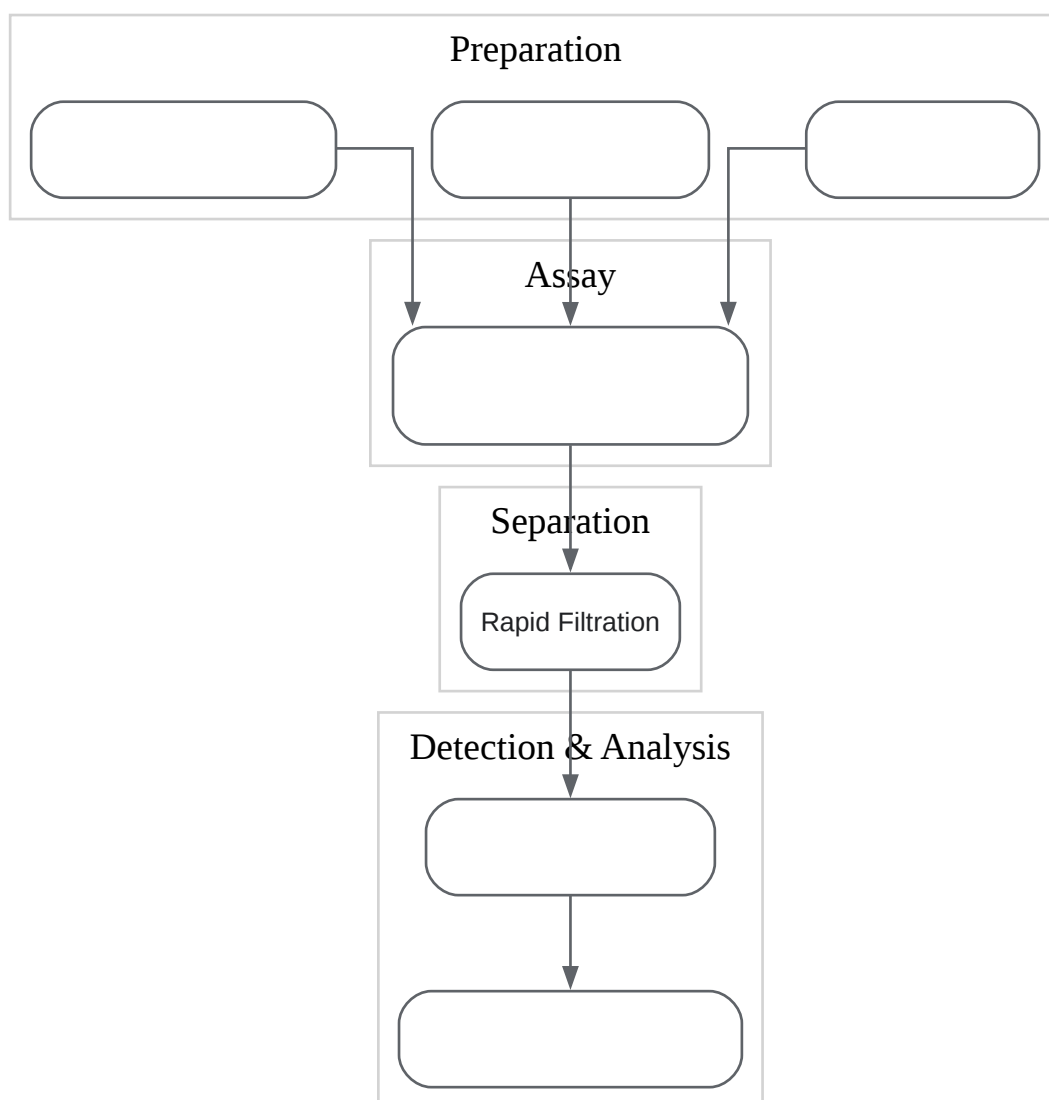 Preparation
Assay
Separation
Rapid Filtration
Detection & Analysis